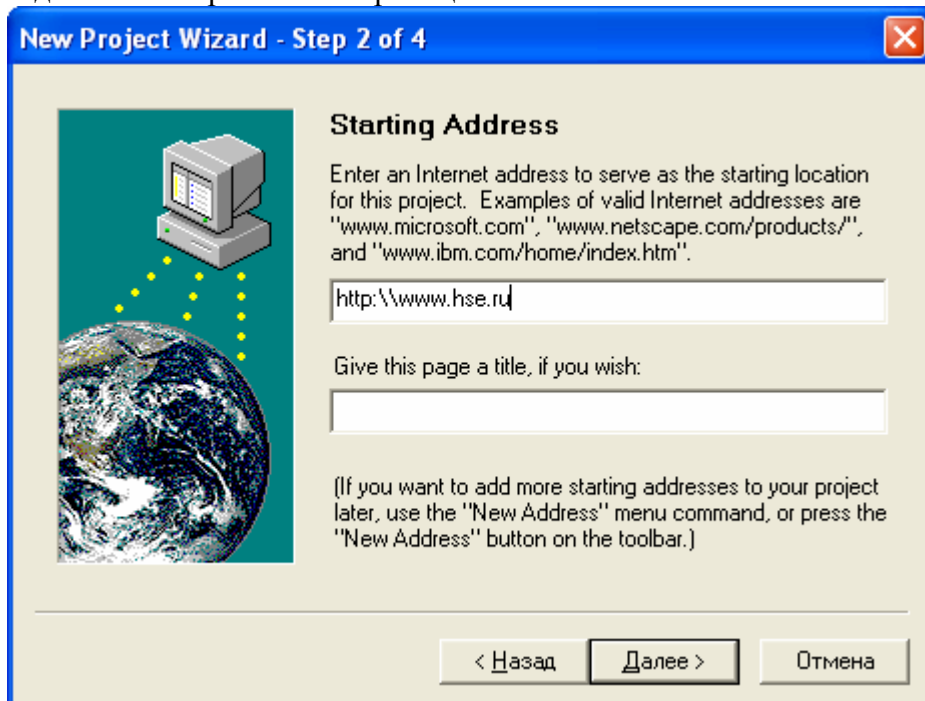 New Project Wizard - Step 2 of 4
Starting Address
Enter an Internet address to serve as the starting location
for this project. Examples of valid Internet addresses are
"www.microsoft.com", "www.netscape.com/products/",
and "www.ibm.com/home/index.htm".
http:\\www.hse.ru
Give this page a title, if you wish:
(If you want to add more starting addresses to your project
later, use the "New Address" menu command, or press the
"New Address" button on the toolbar.)
< Назад
Далее >
Отмена